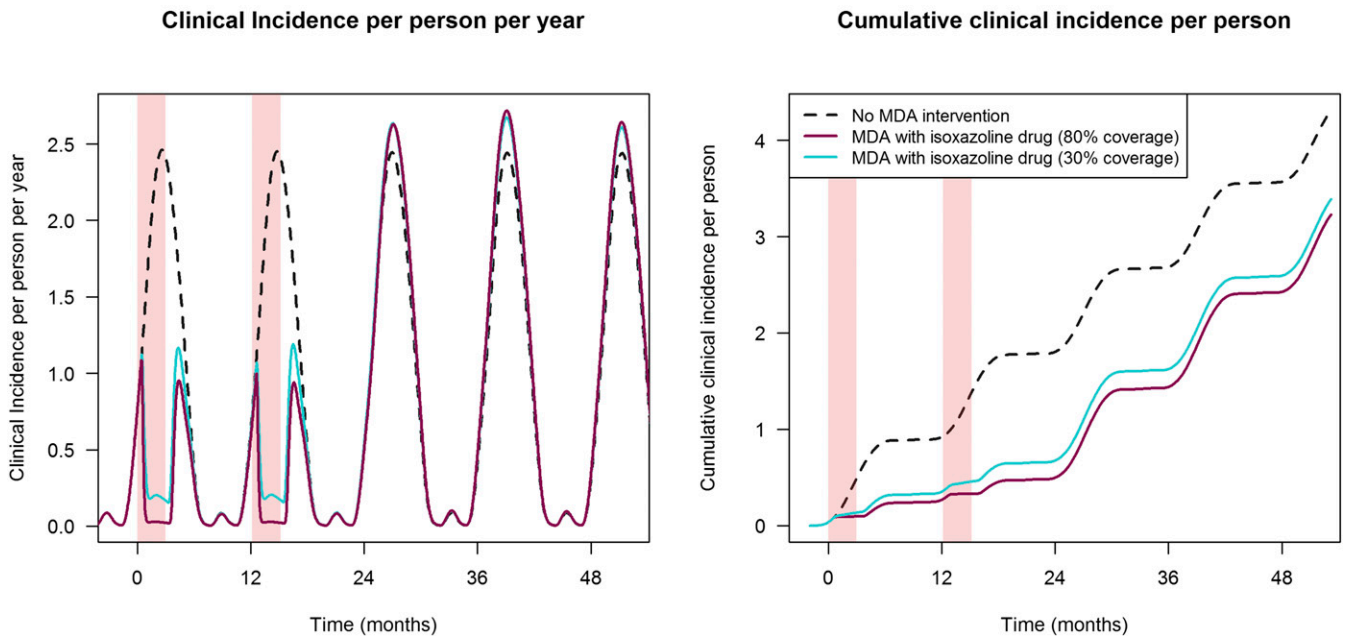 Clinical Incidence per person per year
Cumulative clinical incidence per person
Clinical Incidence per person per year
2.5
2.0
1.5
1.0
0.5
0.0
0
12
24
36
48
Time (months)
Cumulative clinical incidence per person
4
3
2
1
0
No MDA intervention
MDA with isoxazoline drug (80% coverage)
MDA with isoxazoline drug (30% coverage)
0
12
24
36
48
Time (months)